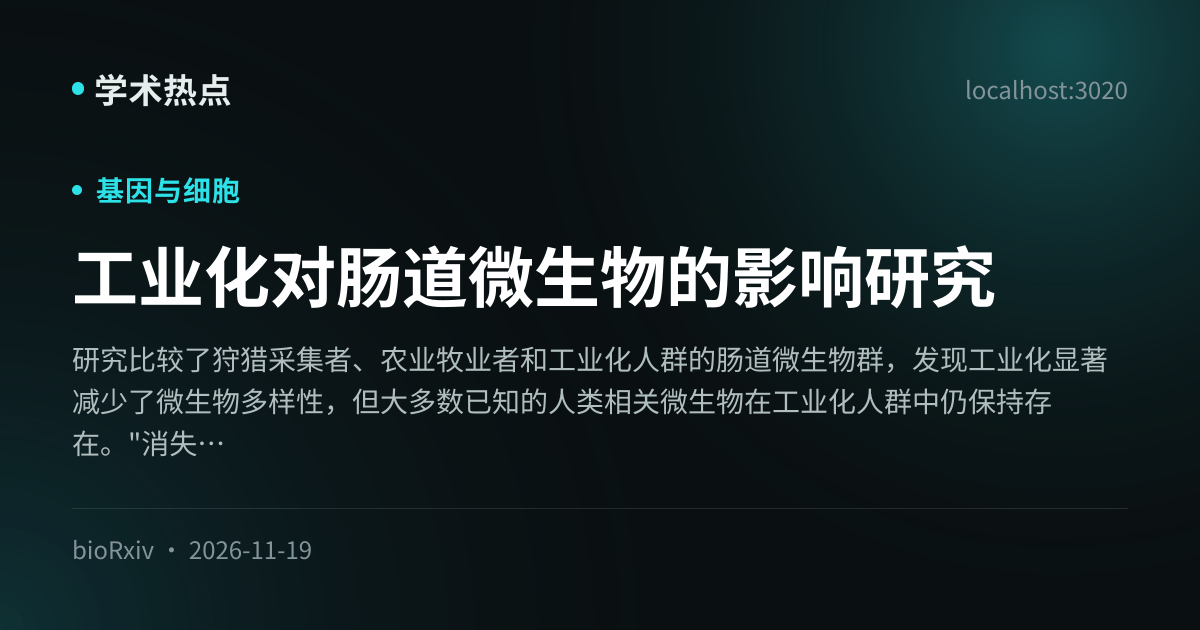 学术热点
localhost:3020
基因与细胞
工业化对肠道微生物的影响研究
研究比较了狩猎采集者、农业牧业者和工业化人群的肠道微生物群，发现工业化显著
减少了微生物多样性，但大多数已知的人类相关微生物在工业化人群中仍保持存
在。"消失…
bioRxiv • 2026-11-19